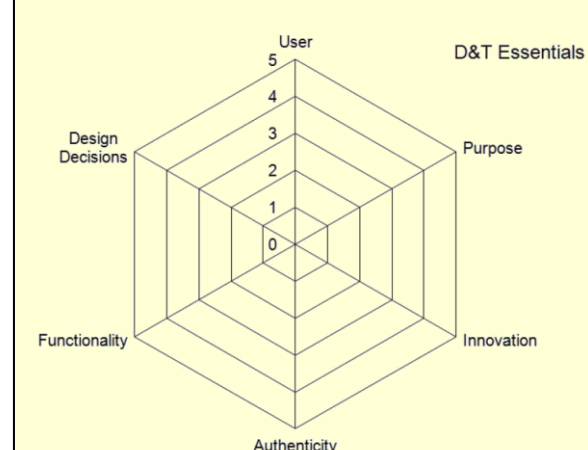 User
D&T Essentials
5
4
3
2
1
0
Design
Decisions
Purpose
Functionality
Innovation
Authenticity